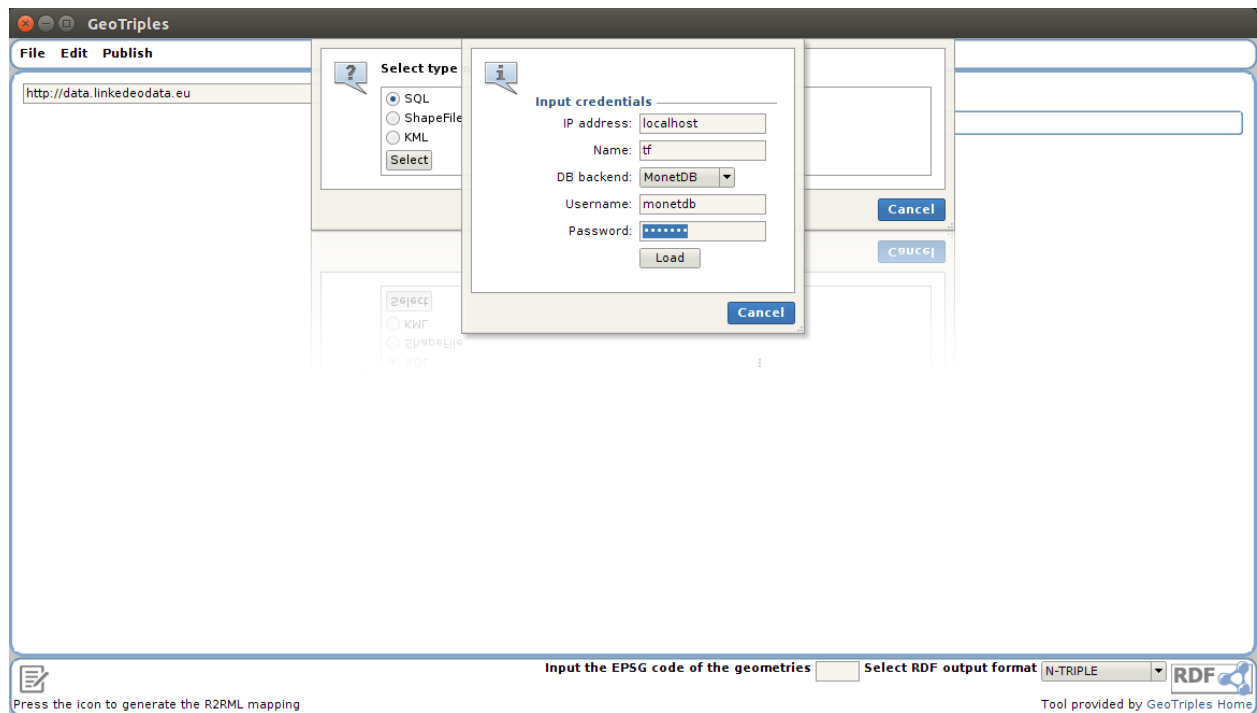 GeoTriples
File Edit Publish
http://data.linkedeodata.eu
Select type
SQL
ShapeFile
KML
Select
Cancel
Input credentials
IP address: localhost
Name: tf
DB backend: MonetDB
Username: monetdb
Password: •••••••
Load
Cancel
Cancel
Select
KML
ShapeFile
SQL
Input the EPSG code of the geometries
Select RDF output format N-TRIPLE
RDF
Press the icon to generate the R2RML mapping
Tool provided by GeoTriples Home